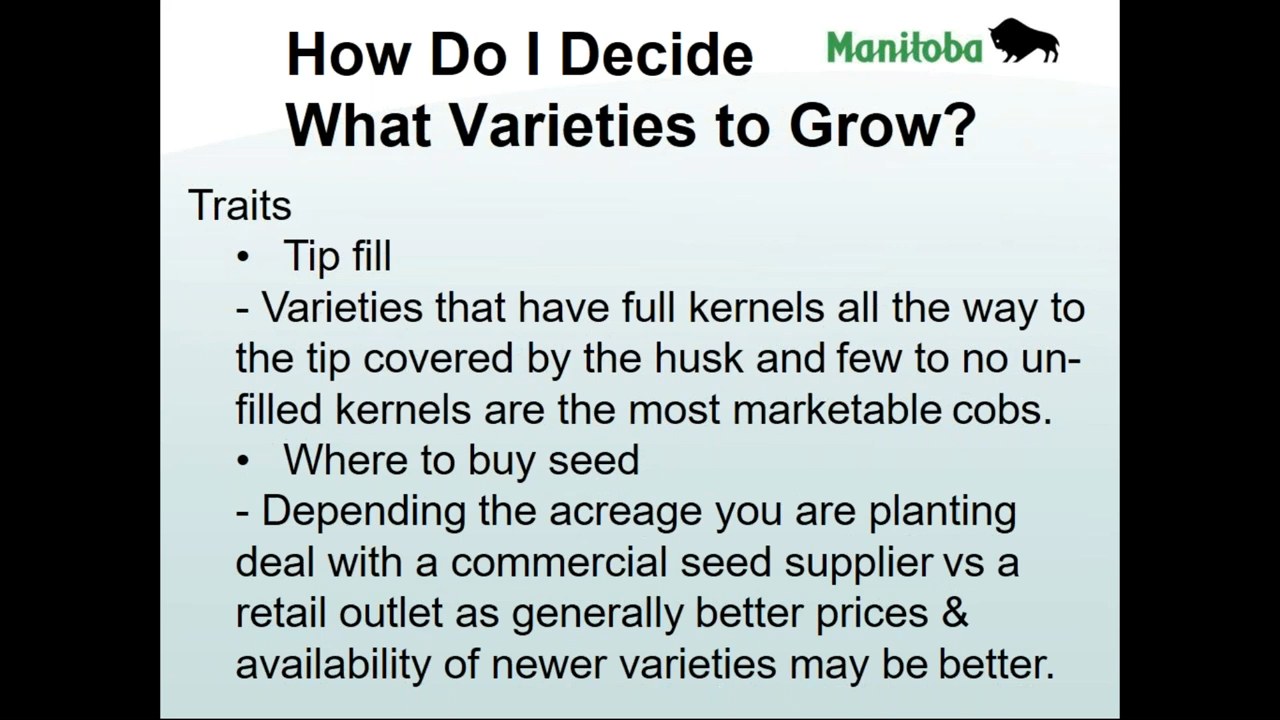 How Do I Decide
Manitoba
What Varieties to Grow?
Traits
• Tip fill
- Varieties that have full kernels all the way to
the tip covered by the husk and few to no un-
filled kernels are the most marketable cobs.
• Where to buy seed
- Depending the acreage you are planting
deal with a commercial seed supplier vs a
retail outlet as generally better prices &
availability of newer varieties may be better.